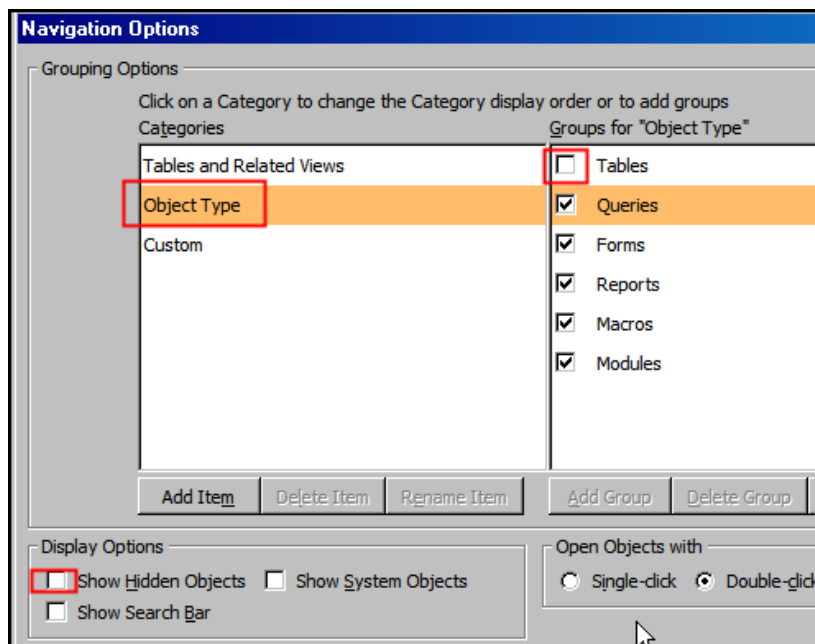 Navigation Options
Grouping Options
Click on a Category to change the Category display order or to add groups
Categories
Groups for "Object Type"
Tables and Related Views
Object Type
Custom
Tables
Queries
Forms
Reports
Macros
Modules
Add Item
Delete Item
Rename Item
Add Group
Delete Group
Display Options
Show Hidden Objects
Show System Objects
Show Search Bar
Open Objects with
Single-click
Double-click